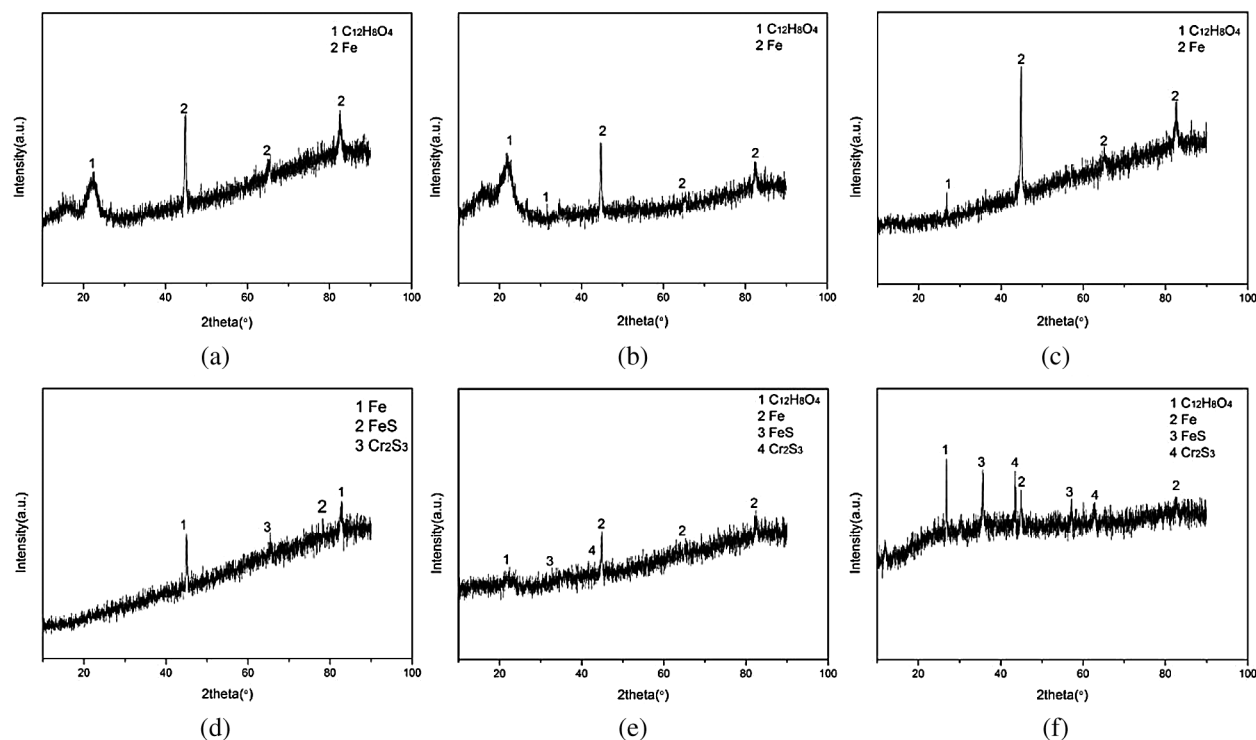 1 C₁₂H₈O₄
2 Fe
1
2
2
2
Intensity(a.u.)
20 40 60 80 100
2theta(°)
(a)
1 C₁₂H₈O₄
2 Fe
1
1
2
2
2
Intensity(a.u.)
20 40 60 80 100
2theta(°)
(b)
1 C₁₂H₈O₄
2 Fe
1
2
2
2
Intensity(a.u.)
20 40 60 80 100
2theta(°)
(c)
1 Fe
2 FeS
3 Cr₂S₃
1
3
2
1
Intensity(a.u.)
20 40 60 80 100
2theta(°)
(d)
1 C₁₂H₈O₄
2 Fe
3 FeS
4 Cr₂S₃
1
3
4
2
2
2
Intensity(a.u.)
20 40 60 80 100
2theta(°)
(e)
1 C₁₂H₈O₄
2 Fe
3 FeS
4 Cr₂S₃
1
3
4
2
3
4
2
Intensity(a.u.)
20 40 60 80 100
2theta(°)
(f)